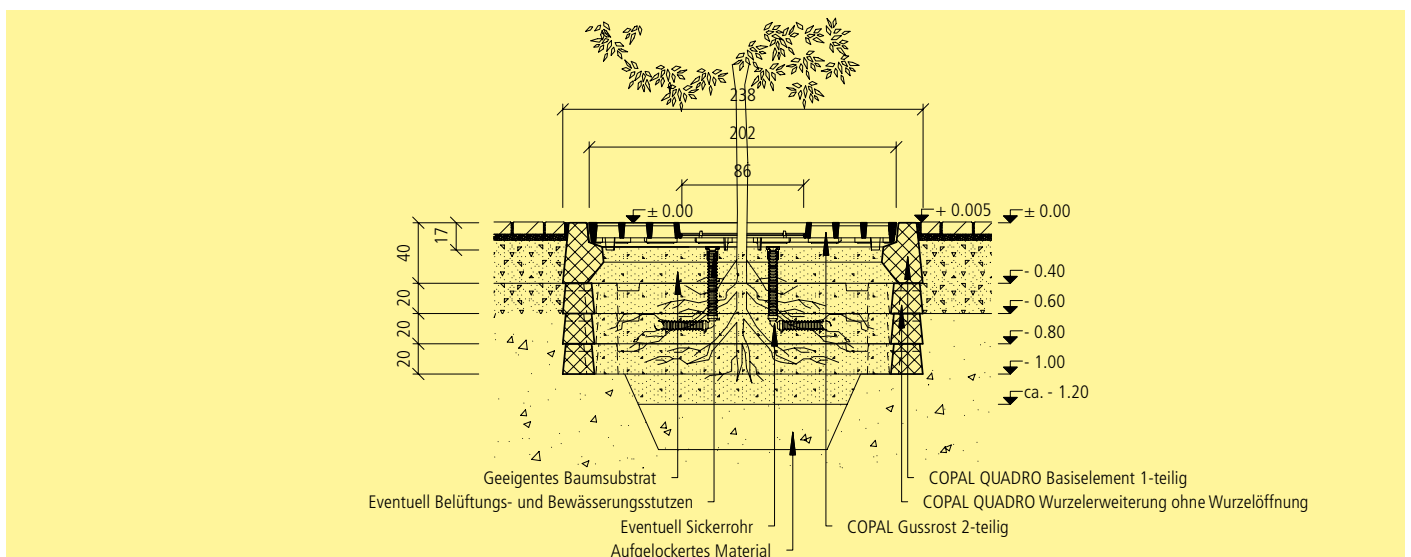 238
202
86
± 0.00
+ 0.005
± 0.00
17
40
- 0.40
20
- 0.60
20
- 0.80
20
- 1.00
ca. - 1.20
Geeigentes Baumsubstrat
COPAL QUADRO Basiselement 1-teilig
Eventuell Belüftungs- und Bewässerungsstutzen
COPAL QUADRO Wurzelerweiterung ohne Wurzelöffnung
Eventuell Sickerrohr
COPAL Gussrost 2-teilig
Aufgelockertes Material